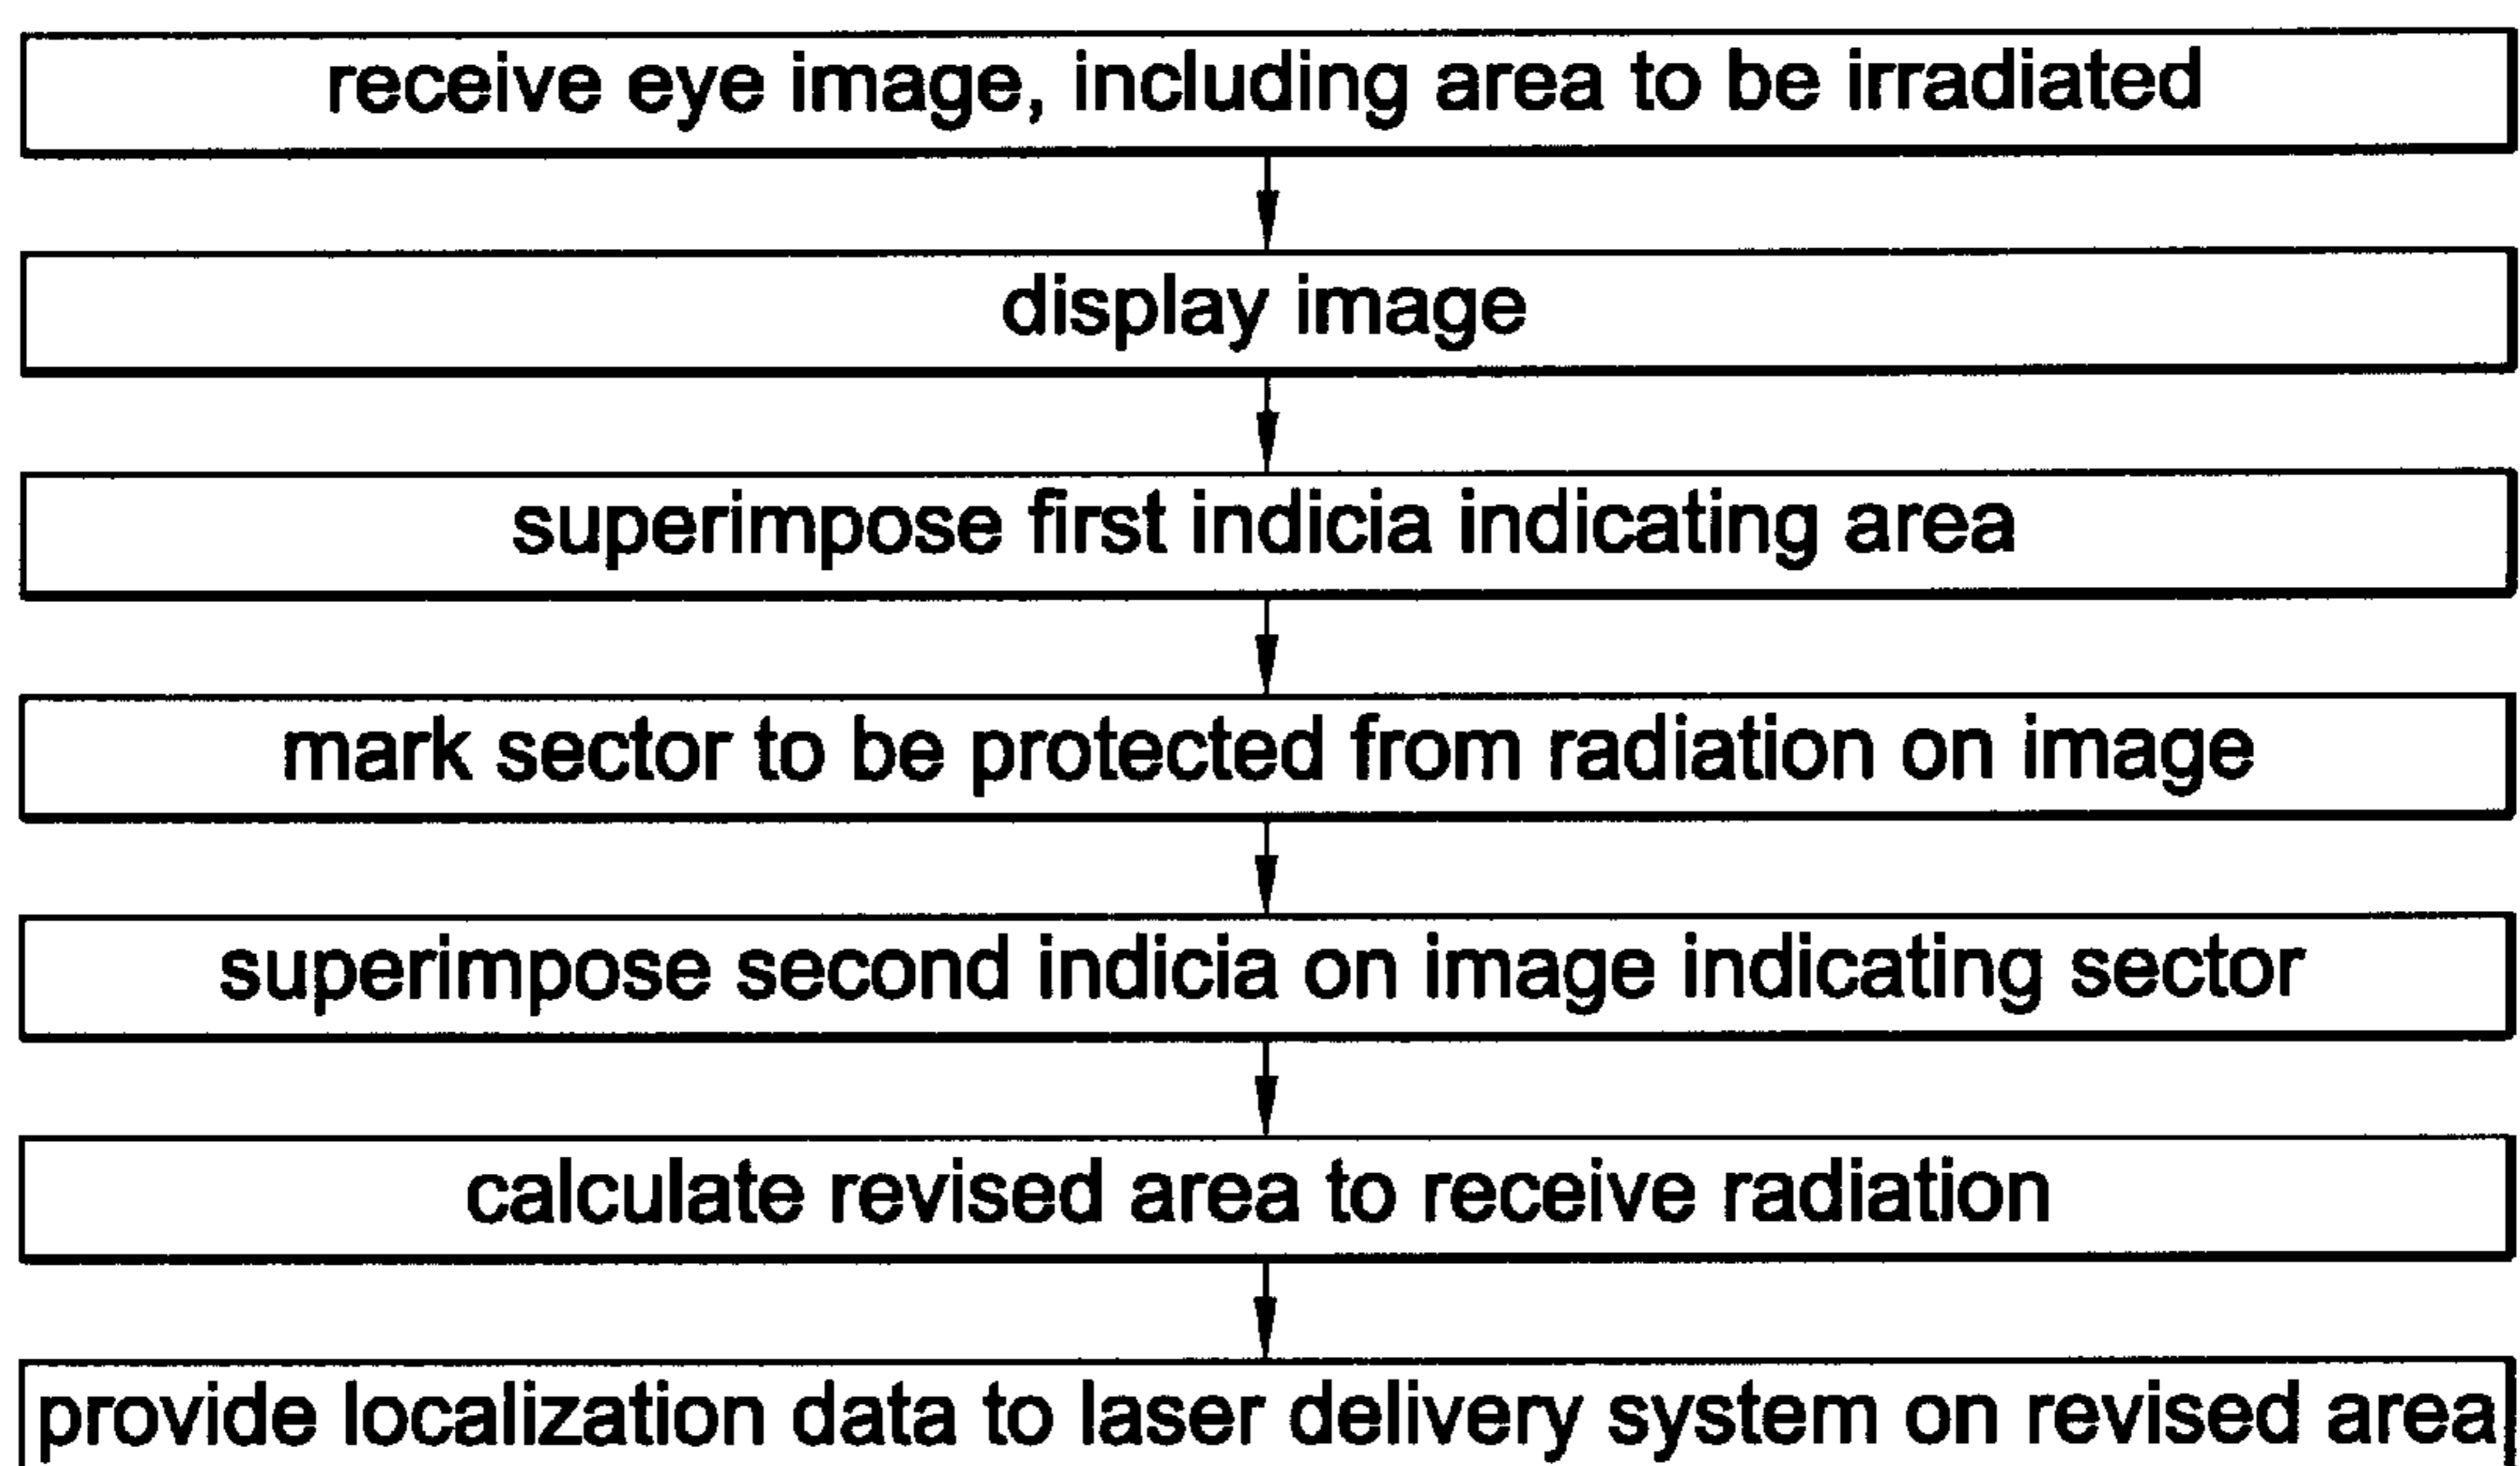 receive eye image, including area to be irradiated
display image
superimpose first indicia indicating area
mark sector to be protected from radiation on image
superimpose second indicia on image indicating sector
calculate revised area to receive radiation
provide localization data to laser delivery system on revised area